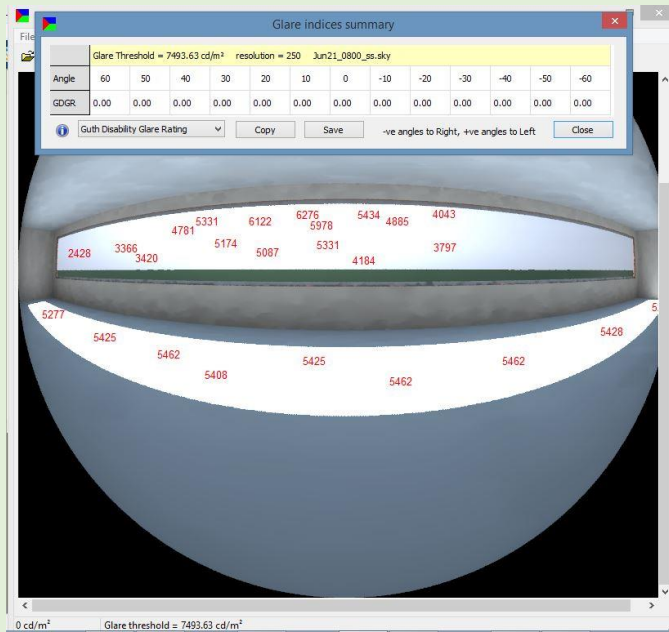 Glare indices summary
File
Glare Threshold = 7493.63 cd/m² resolution = 250 Jun21_0800_ss.sky
Angle 60 50 40 30 20 10 0 -10 -20 -30 -40 -50 -60
GDGR 0.00 0.00 0.00 0.00 0.00 0.00 0.00 0.00 0.00 0.00 0.00 0.00 0.00
Guth Disability Glare Rating Copy Save -ve angles to Right, +ve angles to Left Close
4781 5331 6122 6276 5978 5434 4885 4043
2428 3366 3420 5174 5087 5331 4184 3797
5277 5425 5462 5408 5425 5462 5462 5428
0 cd/m² Glare threshold = 7493.63 cd/m²